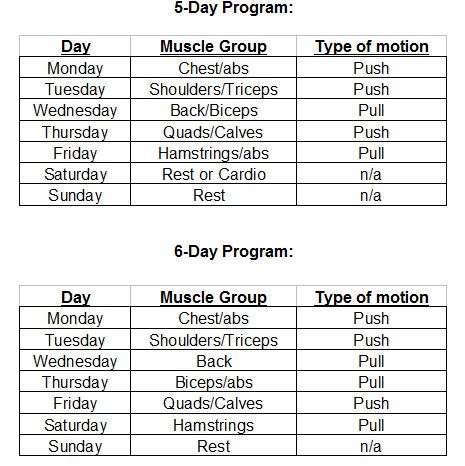 5-Day Program:
Day Muscle Group Type of motion
Monday Chest/abs Push
Tuesday Shoulders/Triceps Push
Wednesday Back/Biceps Pull
Thursday Quads/Calves Push
Friday Hamstrings/abs Pull
Saturday Rest or Cardio n/a
Sunday Rest n/a
6-Day Program:
Day Muscle Group Type of motion
Monday Chest/abs Push
Tuesday Shoulders/Triceps Push
Wednesday Back Pull
Thursday Biceps/abs Pull
Friday Quads/Calves Push
Saturday Hamstrings Pull
Sunday Rest n/a